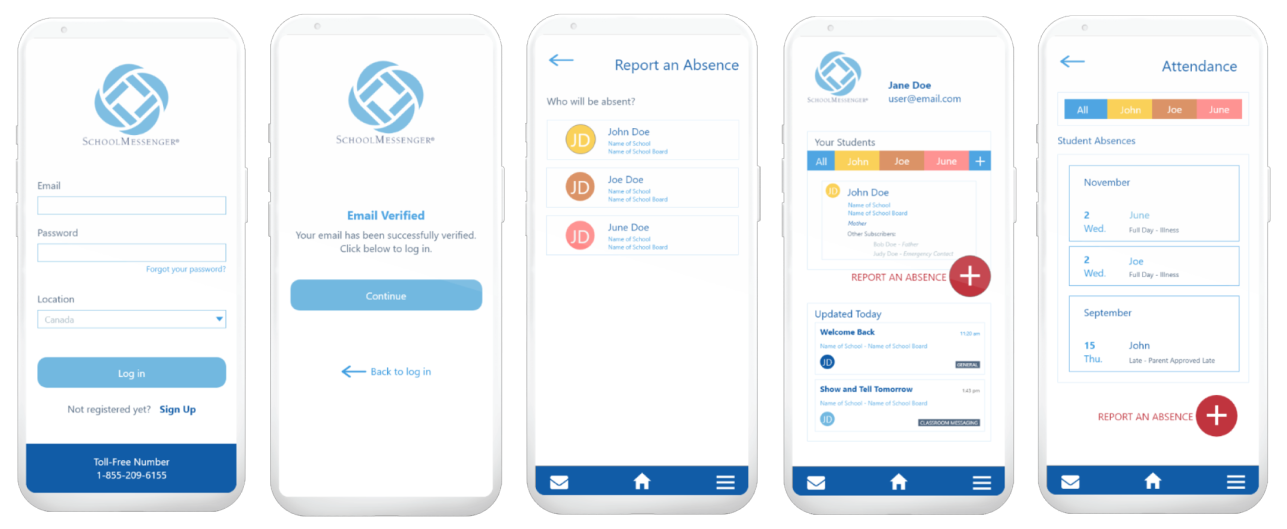 SCHOOLMESSENGER®
Email
Password
Forgot your password?
Location
Canada
Log in
Not registered yet? Sign Up
Toll-Free Number
1-855-209-6155
SCHOOLMESSENGER®
Email Verified
Your email has been successfully verified.
Click below to log in.
Continue
Back to log in
Report an Absence
Who will be absent?
JD
John Doe
Name of School
Name of School Board
JD
Joe Doe
Name of School
Name of School Board
JD
June Doe
Name of School
Name of School Board
SCHOOLMESSENGER®
Jane Doe
user@email.com
Your Students
All John Joe June +
JD
John Doe
Name of School
Name of School Board
Mother
Other Subscribers:
Bob Doe - Father
Judy Doe - Emergency Contact
REPORT AN ABSENCE +
Updated Today
Welcome Back 11:20 am
Name of School - Name of School Board
JD GENERAL
Show and Tell Tomorrow 1:45 pm
Name of School - Name of School Board
JD CLASSROOM MESSAGING
Attendance
All John Joe June
Student Absences
November
2 June
Wed. Full Day - Illness
2 Joe
Wed. Full Day - Illness
September
15 John
Thu. Late - Parent Approved Late
REPORT AN ABSENCE +